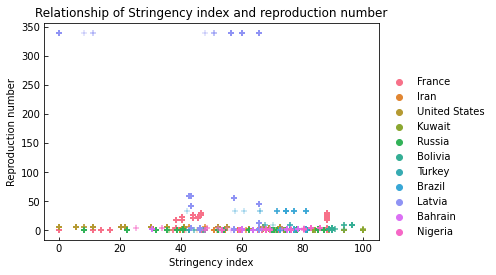 Relationship of Stringency index and reproduction number
350
300
250
200
150
100
50
0
Reproduction number
0 20 40 60 80 100
Stringency index
France
Iran
United States
Kuwait
Russia
Bolivia
Turkey
Brazil
Latvia
Bahrain
Nigeria